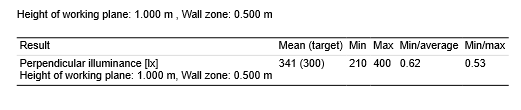 Height of working plane: 1.000 m , Wall zone: 0.500 m
Result Mean (target) Min Max Min/average Min/max
Perpendicular illuminance [lx] 341 (300) 210 400 0.62 0.53
Height of working plane: 1.000 m, Wall zone: 0.500 m